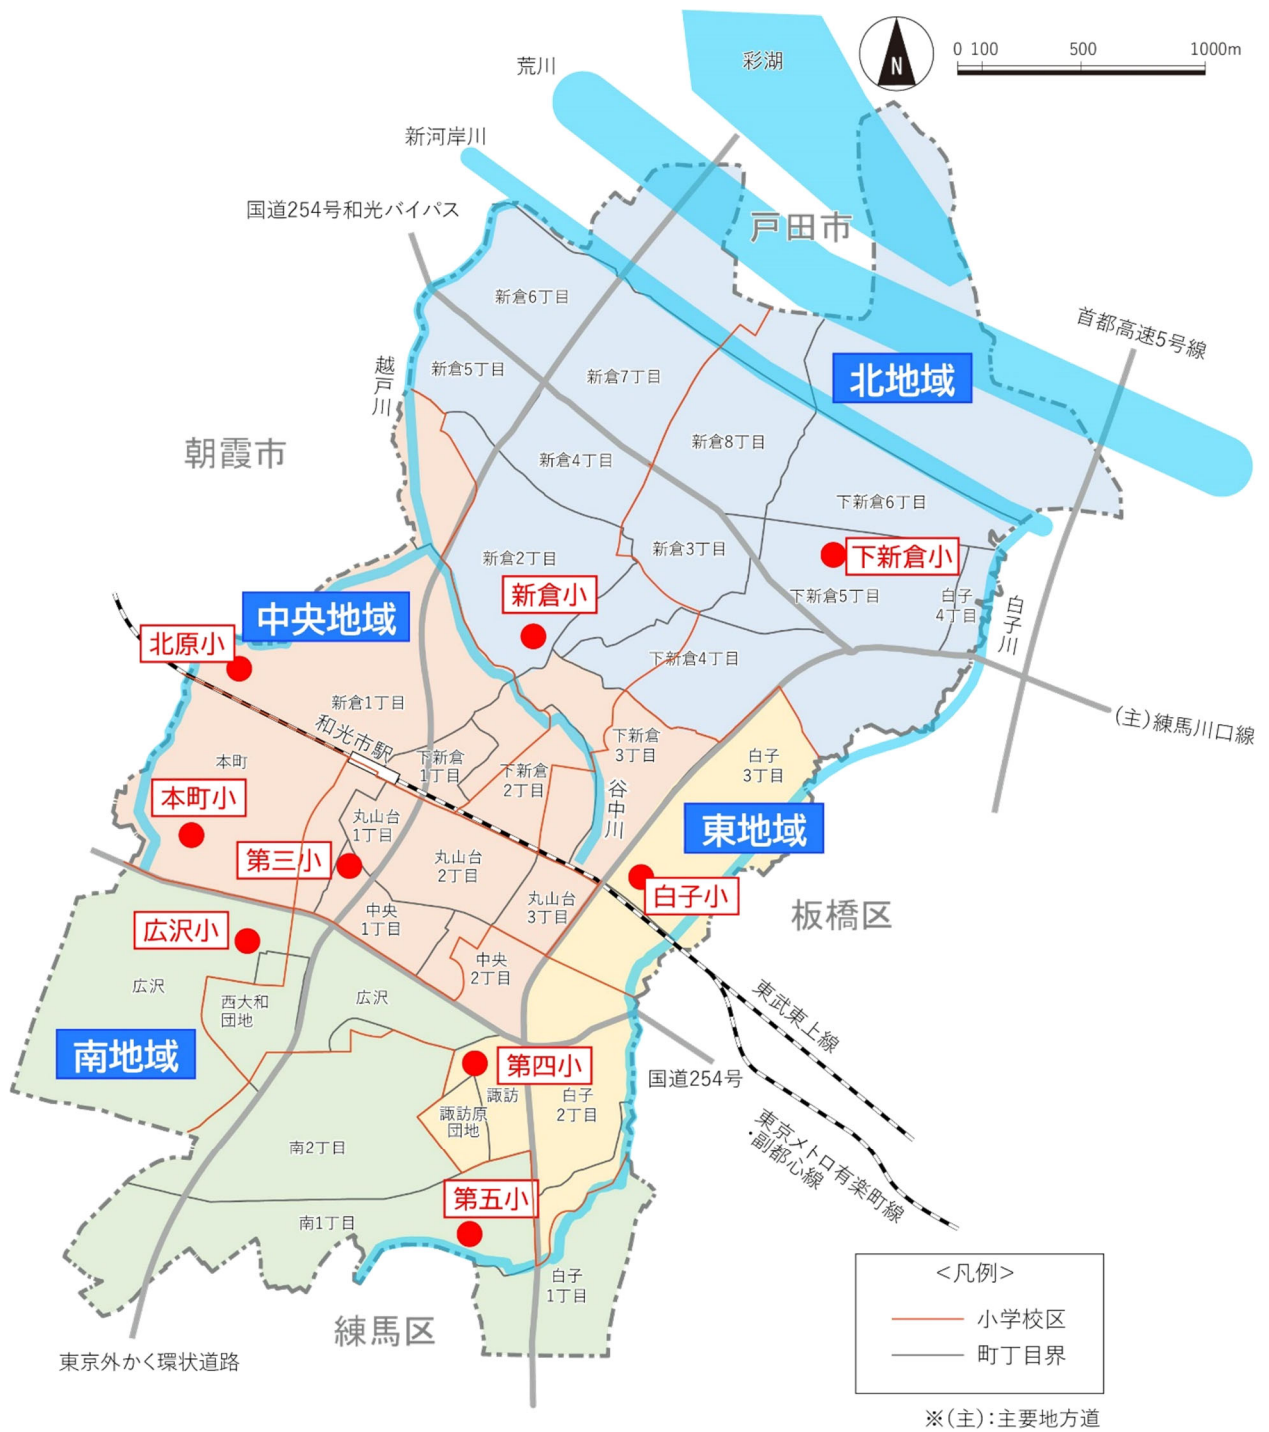 彩湖
N
0 100 500 1000m
荒川
新河岸川
国道254号和光バイパス
戸田市
新倉6丁目
首都高速5号線
越戸川
新倉5丁目
新倉7丁目
北地域
朝霞市
新倉8丁目
新倉4丁目
下新倉6丁目
新倉2丁目
新倉3丁目
下新倉小
新倉小
下新倉5丁目
白子
4丁目
白子川
中央地域
北原小
下新倉4丁目
新倉1丁目
(主)練馬川口線
和光市駅
下新倉
3丁目
本町
下新倉
1丁目
下新倉
2丁目
白子
3丁目
谷中川
本町小
丸山台
1丁目
東地域
第三小
丸山台
2丁目
白子小
丸山台
3丁目
中央
1丁目
板橋区
広沢小
中央
2丁目
広沢
西大和
団地
広沢
東武東上線
南地域
第四小
国道254号
諏訪
白子
2丁目
諏訪原
団地
東京メトロ有楽町線
・副都心線
南2丁目
第五小
南1丁目
白子
1丁目
練馬区
東京外かく環状道路
<凡例>
小学校区
町丁目界
※(主):主要地方道